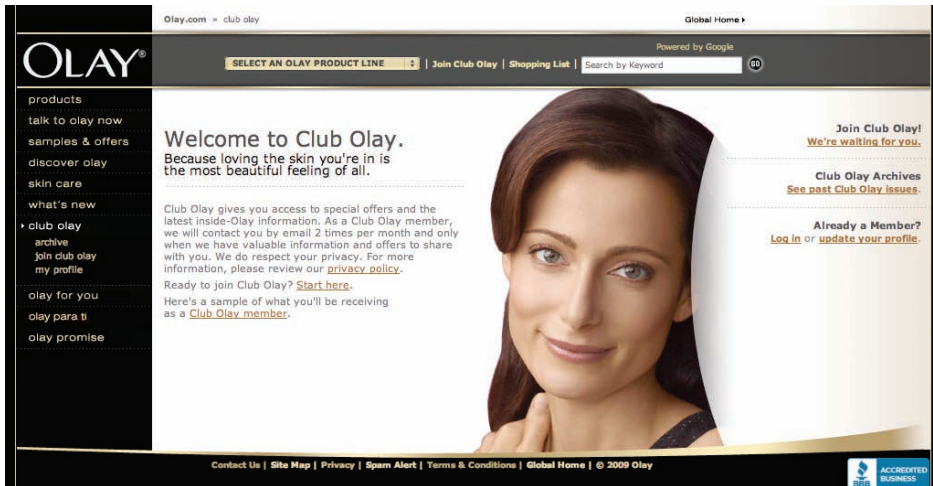 Olay.com » club olay
Global Home
OLAY®
Powered by Google
SELECT AN OLAY PRODUCT LINE | Join Club Olay | Shopping List | Search by Keyword GO
products
talk to olay now
samples & offers
discover olay
skin care
what's new
club olay
archive
join club olay
my profile
olay for you
olay para ti
olay promise
Welcome to Club Olay.
Because loving the skin you're in is
the most beautiful feeling of all.
Club Olay gives you access to special offers and the
latest inside-Olay information. As a Club Olay member,
we will contact you by email 2 times per month and only
when we have valuable information and offers to share
with you. We do respect your privacy. For more
information, please review our privacy policy.
Ready to join Club Olay? Start here.
Here's a sample of what you'll be receiving
as a Club Olay member.
Join Club Olay!
We're waiting for you.
Club Olay Archives
See past Club Olay issues.
Already a Member?
Log in or update your profile.
Contact Us | Site Map | Privacy | Spam Alert | Terms & Conditions | Global Home | © 2009 Olay
BBB
ACCREDITED
BUSINESS